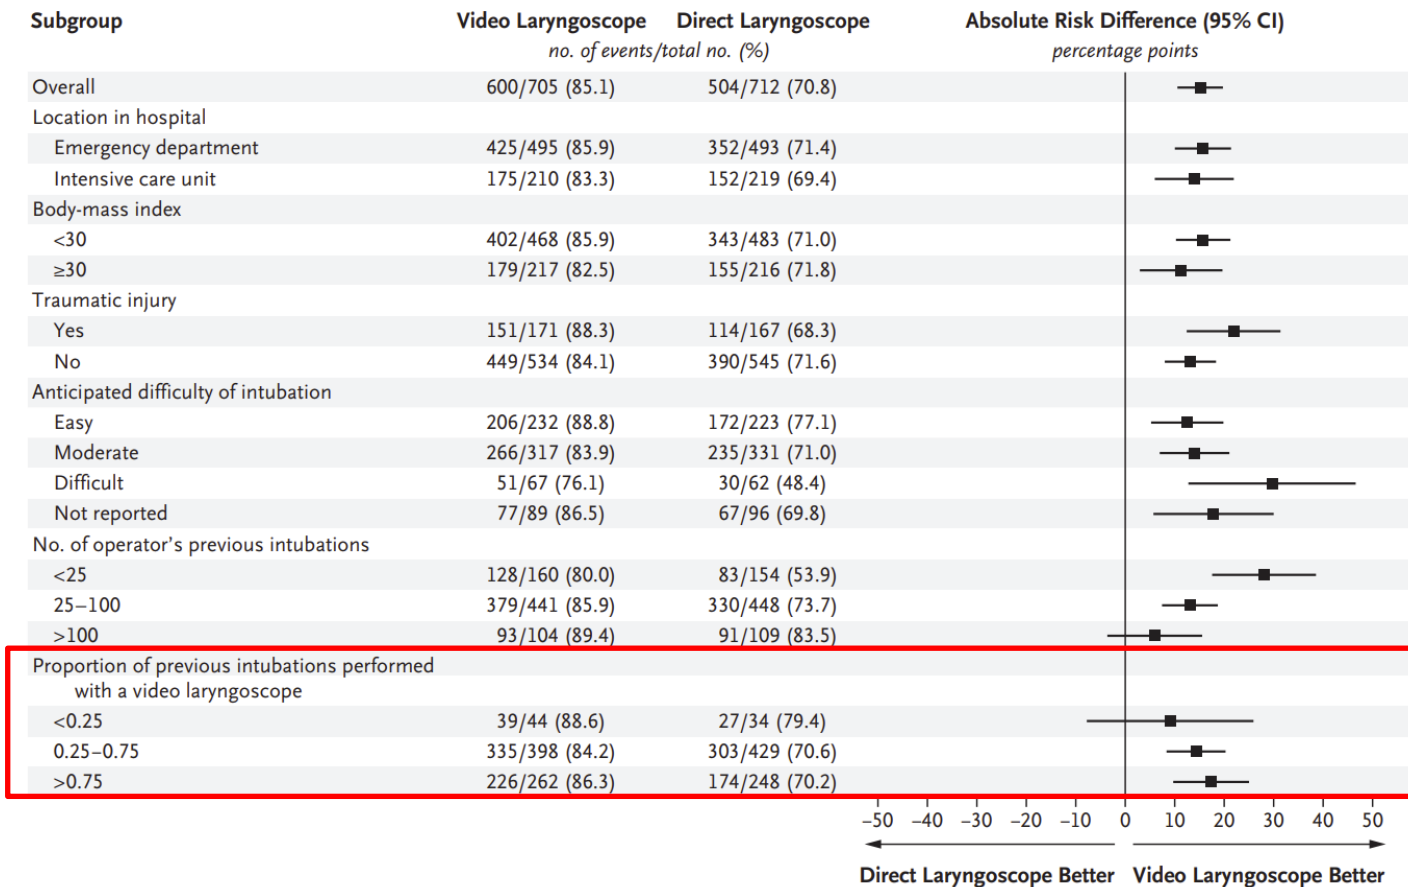 Subgroup Video Laryngoscope Direct Laryngoscope Absolute Risk Difference (95% CI)
no. of events/total no. (%) percentage points
Overall 600/705 (85.1) 504/712 (70.8)
Location in hospital
Emergency department 425/495 (85.9) 352/493 (71.4)
Intensive care unit 175/210 (83.3) 152/219 (69.4)
Body-mass index
<30 402/468 (85.9) 343/483 (71.0)
≥30 179/217 (82.5) 155/216 (71.8)
Traumatic injury
Yes 151/171 (88.3) 114/167 (68.3)
No 449/534 (84.1) 390/545 (71.6)
Anticipated difficulty of intubation
Easy 206/232 (88.8) 172/223 (77.1)
Moderate 266/317 (83.9) 235/331 (71.0)
Difficult 51/67 (76.1) 30/62 (48.4)
Not reported 77/89 (86.5) 67/96 (69.8)
No. of operator’s previous intubations
<25 128/160 (80.0) 83/154 (53.9)
25–100 379/441 (85.9) 330/448 (73.7)
>100 93/104 (89.4) 91/109 (83.5)
Proportion of previous intubations performed
with a video laryngoscope
<0.25 39/44 (88.6) 27/34 (79.4)
0.25–0.75 335/398 (84.2) 303/429 (70.6)
>0.75 226/262 (86.3) 174/248 (70.2)
–50 –40 –30 –20 –10 0 10 20 30 40 50
Direct Laryngoscope Better Video Laryngoscope Better